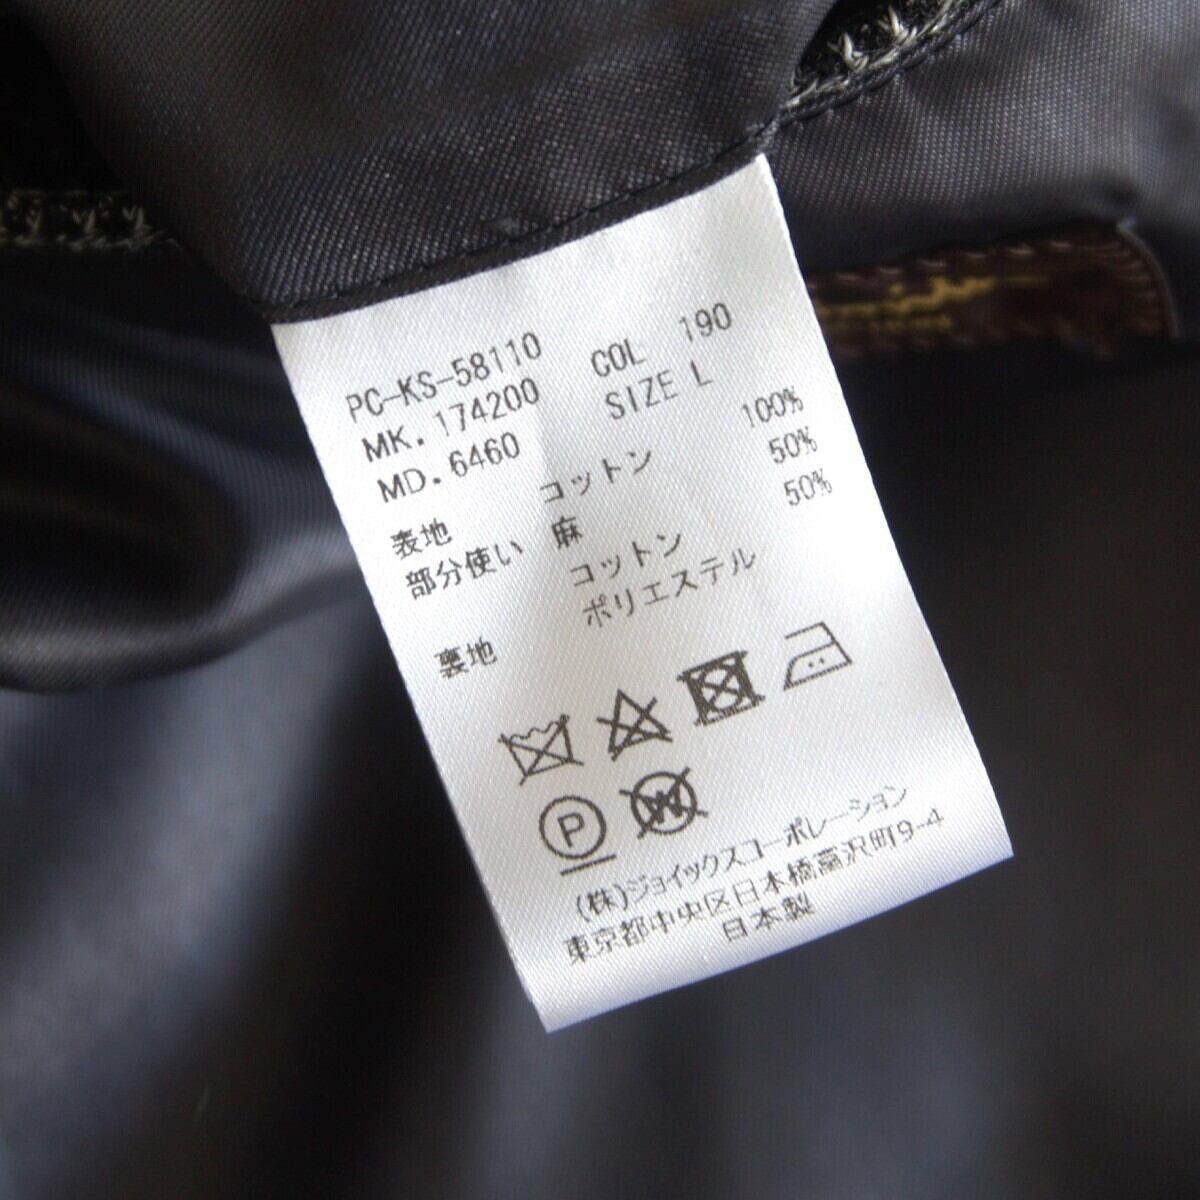 PC-KS-58110 COL 190
MK. 174200 SIZE L
MD. 6460
表地 コットン 100%
部分使い 麻 50%
コットン 50%
裏地 ポリエステル
P
W
(株)ジョイックスコーポレーション
東京都中央区日本橋富沢町9-4
日本製